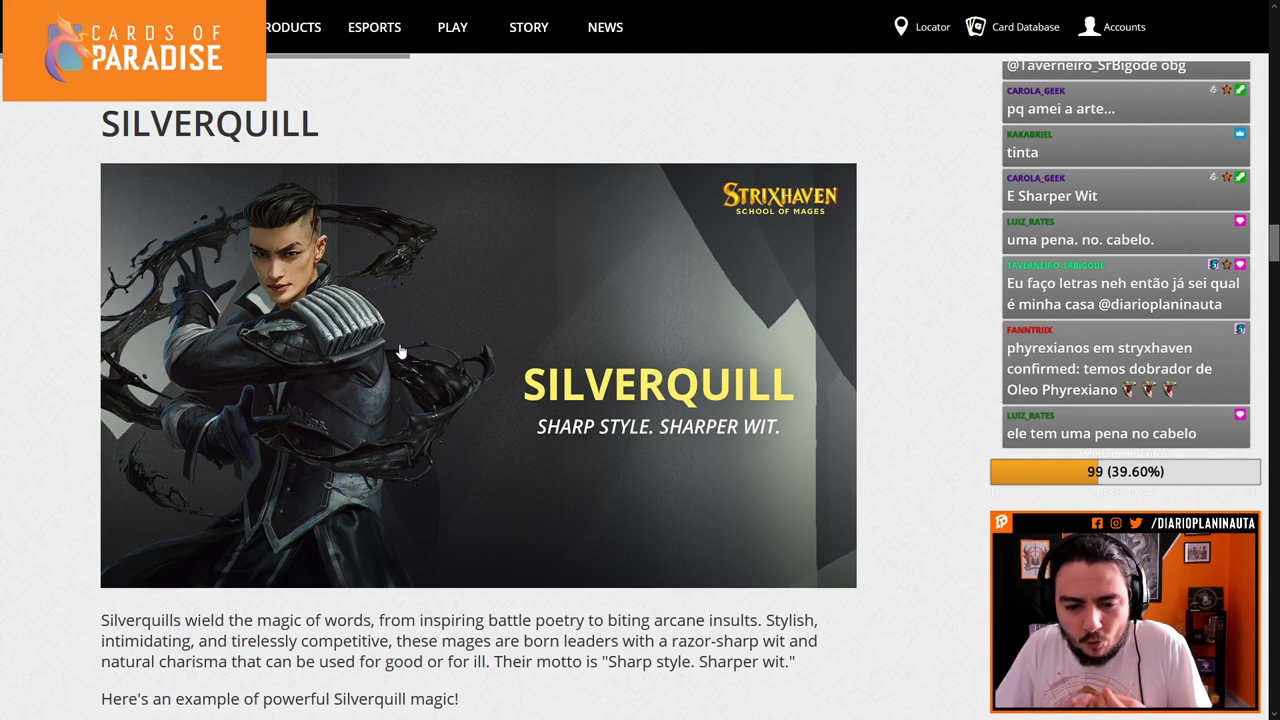 CARDS OF
PARADISE
RODUCTS
ESPORTS
PLAY
STORY
NEWS
Locator
Card Database
Accounts
SILVERQUILL
STRIXHAVEN
SCHOOL OF MAGES
SILVERQUILL
SHARP STYLE. SHARPER WIT.
Silverquills wield the magic of words, from inspiring battle poetry to biting arcane insults. Stylish,
intimidating, and tirelessly competitive, these mages are born leaders with a razor-sharp wit and
natural charisma that can be used for good or for ill. Their motto is "Sharp style. Sharper wit."
Here's an example of powerful Silverquill magic!
@Taverneiro_SrBigode obg
CAROLA_GEEK
pq amei a arte...
KAKABRIEL
tinta
CAROLA_GEEK
E Sharper Wit
LUIZ_RATES
uma pena. no. cabelo.
TAVERNEIRO_SRBIGODE
Eu faço letras neh então já sei qual
é minha casa @diarioplaninauta
FANNTRIIX
phyrexianos em stryxhaven
confirmed: temos dobrador de
Oleo Phyrexiano
LUIZ_RATES
ele tem uma pena no cabelo
99 (39.60%)
0
/DIARIOPLANINAUTA